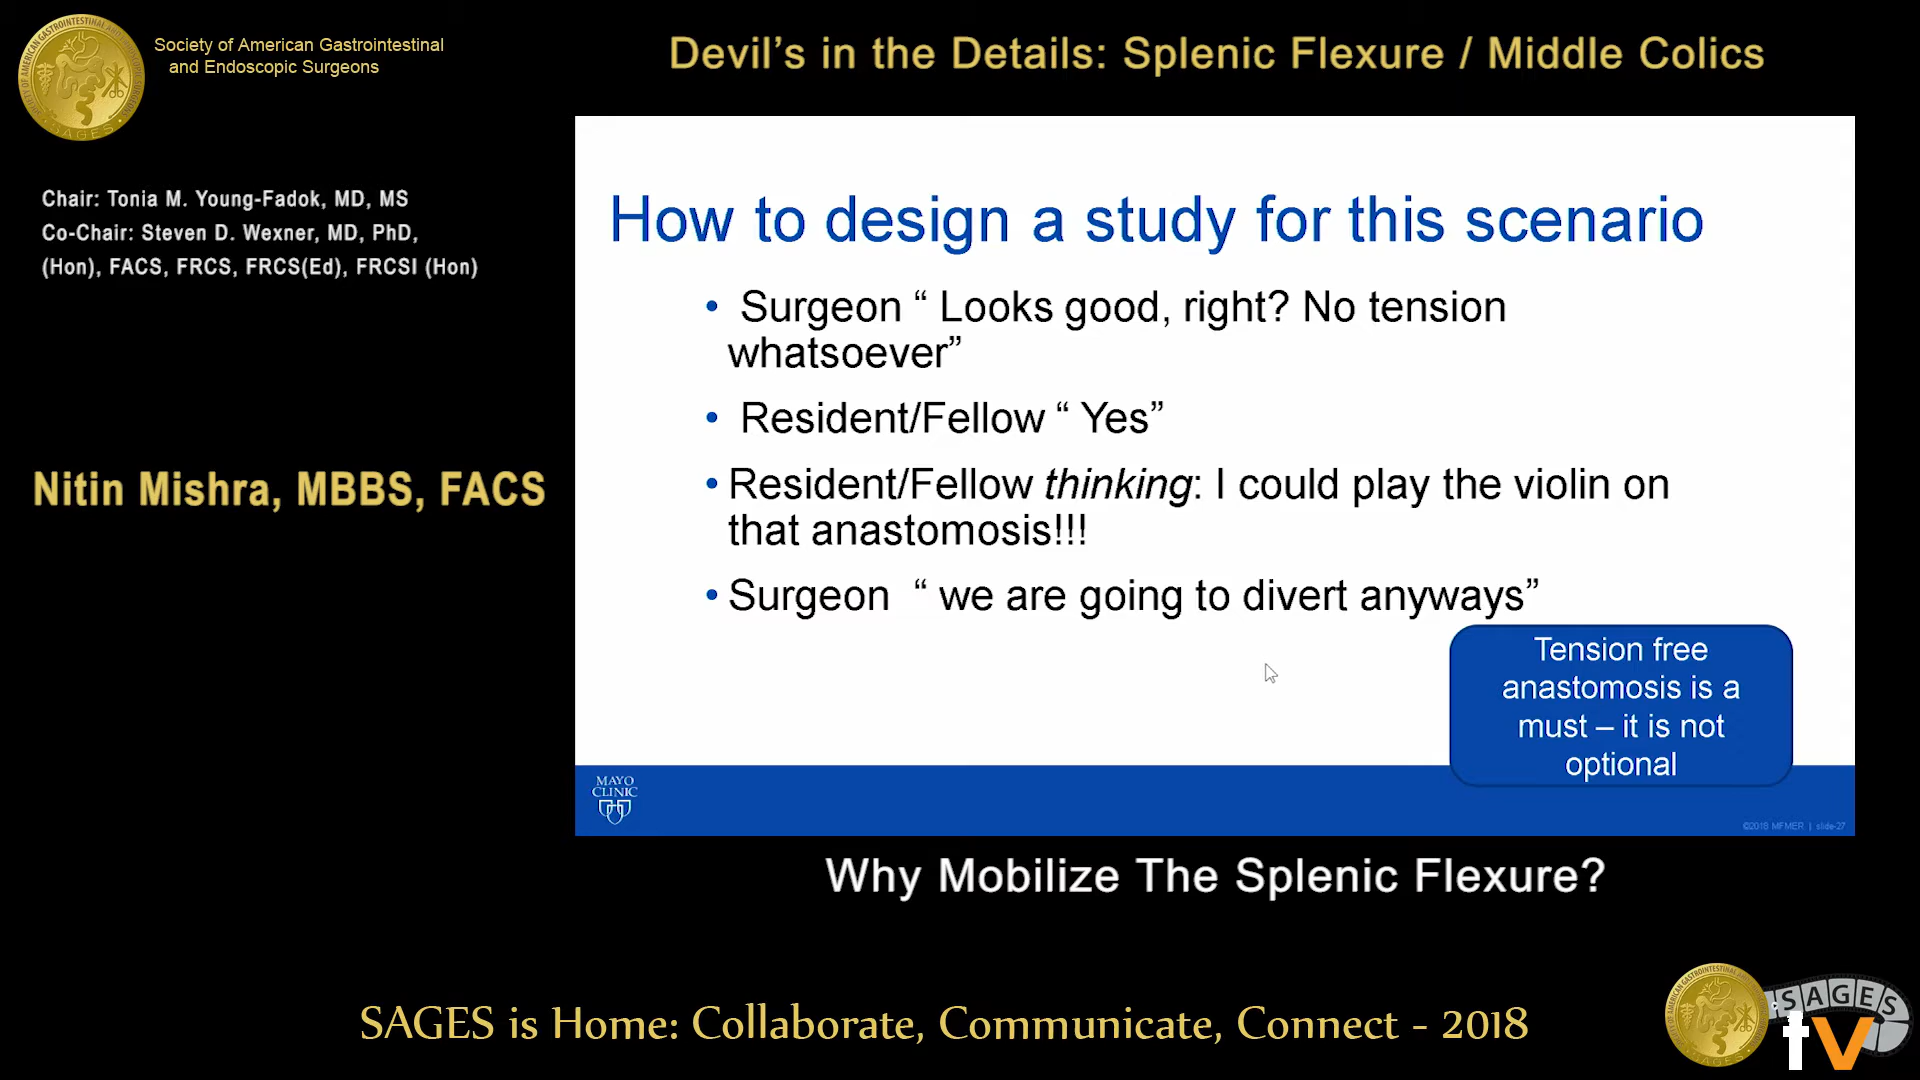 Society of American Gastrointestinal
and Endoscopic Surgeons
Devil's in the Details: Splenic Flexure / Middle Colics
Chair: Tonia M. Young-Fadok, MD, MS
Co-Chair: Steven D. Wexner, MD, PhD,
(Hon), FACS, FRCS, FRCS(Ed), FRCSI (Hon)
Nitin Mishra, MBBS, FACS
How to design a study for this scenario
• Surgeon “ Looks good, right? No tension
whatsoever”
• Resident/Fellow “ Yes”
• Resident/Fellow thinking: I could play the violin on
that anastomosis!!!
• Surgeon “ we are going to divert anyways”
Tension free
anastomosis is a
must – it is not
optional
MAYO
CLINIC
©2018 MFMER | slide-27
Why Mobilize The Splenic Flexure?
SAGES is Home: Collaborate, Communicate, Connect - 2018
SAGES
tv